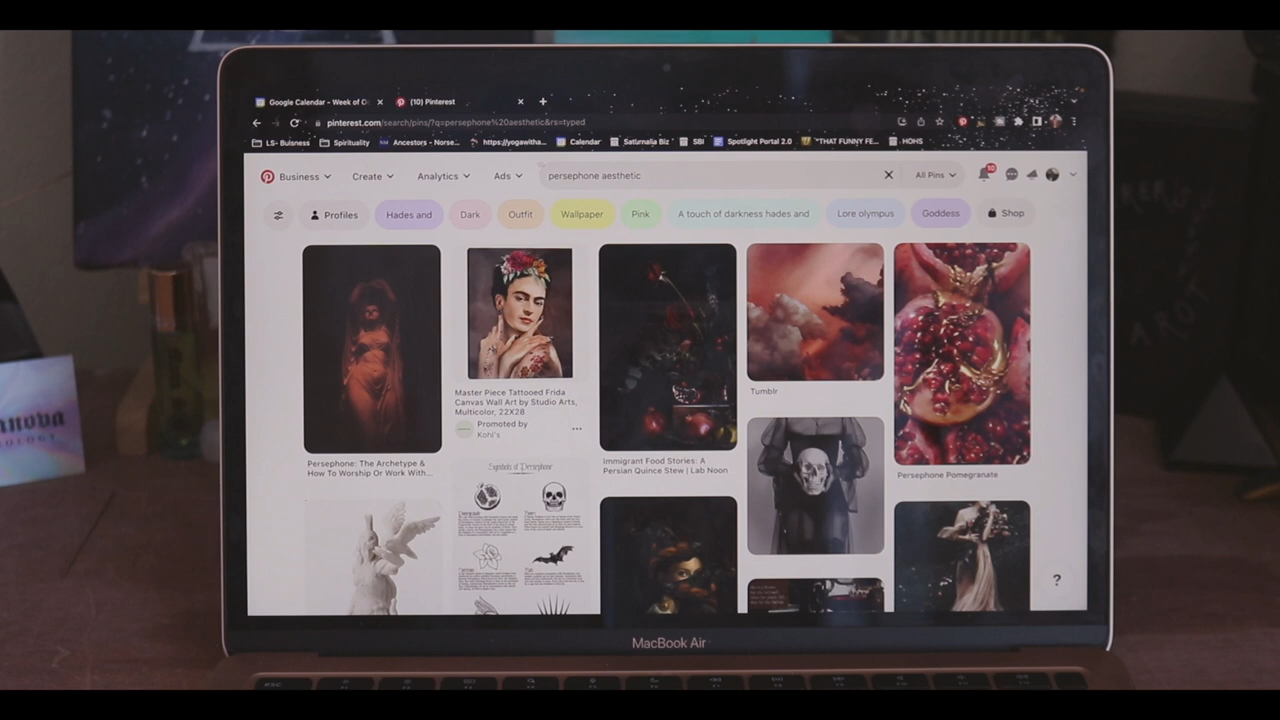 Google Calendar - Week of O
(10) Pinterest
pinterest.com/search/pins/?q=persephone%20aesthetic&rs=typed
LS- Buisness
Spirituality
Ancestors - Norse...
https://yogawitha...
Calendar
Saturnalia Biz
SBI
Spotlight Portal 2.0
"THAT FUNNY FE...
HOHS
Business
Create
Analytics
Ads
persephone aesthetic
All Pins
10
Profiles
Hades and
Dark
Outfit
Wallpaper
Pink
A touch of darkness hades and
Lore olympus
Goddess
Shop
Persephone: The Archetype &
How To Worship Or Work With...
Master Piece Tattooed Frida
Canvas Wall Art by Studio Arts,
Multicolor, 22X28
Promoted by
Kohl's
Symbols of Persephone
Immigrant Food Stories: A
Persian Quince Stew | Lab Noon
Tumblr
Persephone Pomegranate
?
MacBook Air
esc
nova
OLOGY
TAROT